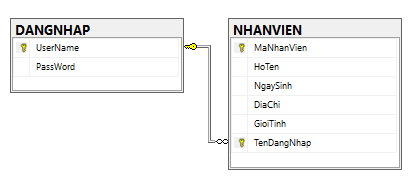 DANGNHAP
UserName
PassWord
NHANVIEN
MaNhanVien
HoTen
NgaySinh
DiaChi
GioiTinh
TenDangNhap